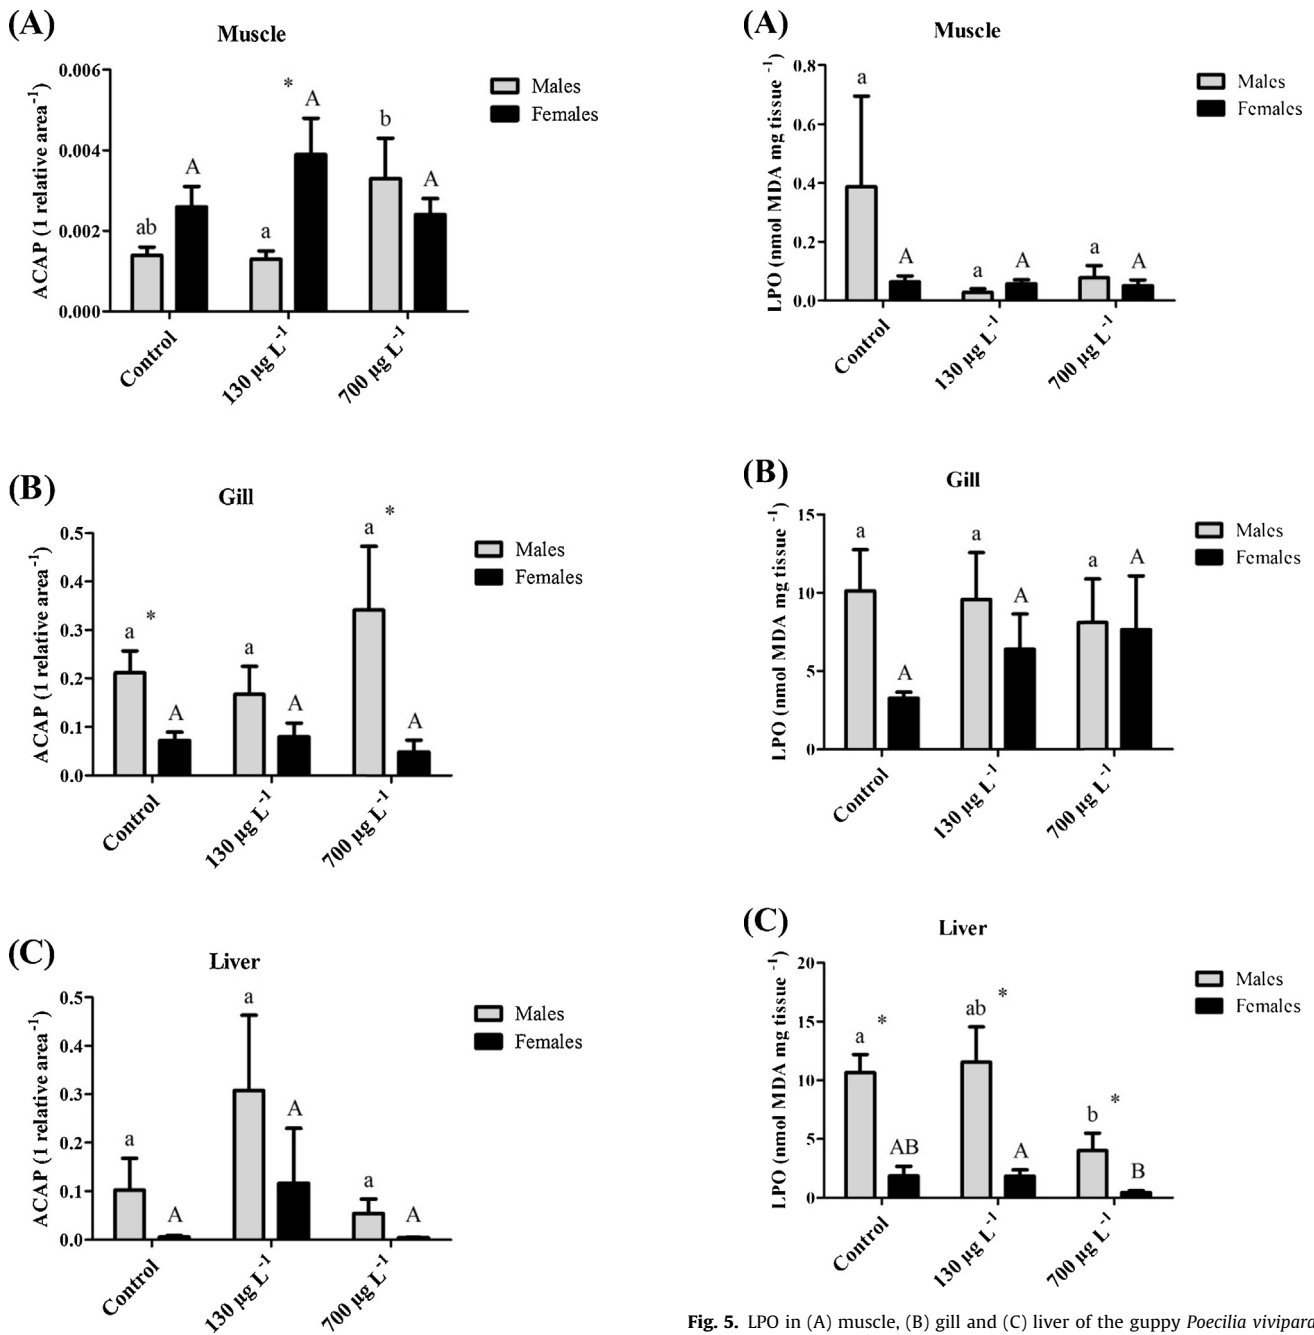 (A)
Muscle
ACAP (1 relative area⁻¹)
0.006
0.004
0.002
0.000
ab
A
a
*
A
b
A
Control
130 µg L⁻¹
700 µg L⁻¹
Males
Females
(B)
Gill
ACAP (1 relative area⁻¹)
0.5
0.4
0.3
0.2
0.1
0.0
a
*
A
a
A
a
*
A
Control
130 µg L⁻¹
700 µg L⁻¹
Males
Females
(C)
Liver
ACAP (1 relative area⁻¹)
0.5
0.4
0.3
0.2
0.1
0.0
a
A
a
A
a
A
Control
130 µg L⁻¹
700 µg L⁻¹
Males
Females
(A)
Muscle
LPO (nmol MDA mg tissue ⁻¹)
0.8
0.6
0.4
0.2
0.0
a
A
a
A
a
A
Control
130 µg L⁻¹
700 µg L⁻¹
Males
Females
(B)
Gill
LPO (nmol MDA mg tissue ⁻¹)
15
10
5
0
a
A
a
A
a
A
Control
130 µg L⁻¹
700 µg L⁻¹
Males
Females
(C)
Liver
LPO (nmol MDA mg tissue ⁻¹)
20
15
10
5
0
a
*
AB
ab
*
A
b
*
B
Control
130 µg L⁻¹
700 µg L⁻¹
Males
Females
Fig. 5. LPO in (A) muscle, (B) gill and (C) liver of the guppy Poecilia vivipara